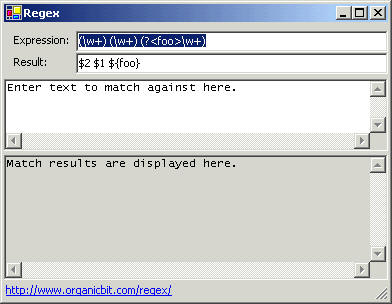 Regex
Expression: (\w+) (\w+) (?<foo>\w+)
Result: $2 $1 ${foo}
Enter text to match against here.
Match results are displayed here.
http://www.organicbit.com/regex/